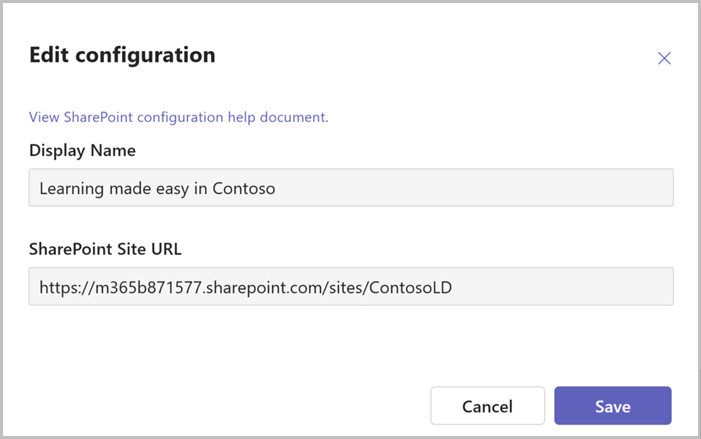 Edit configuration
View SharePoint configuration help document.
Display Name
Learning made easy in Contoso
SharePoint Site URL
https://m365b871577.sharepoint.com/sites/ContosoLD
Cancel
Save